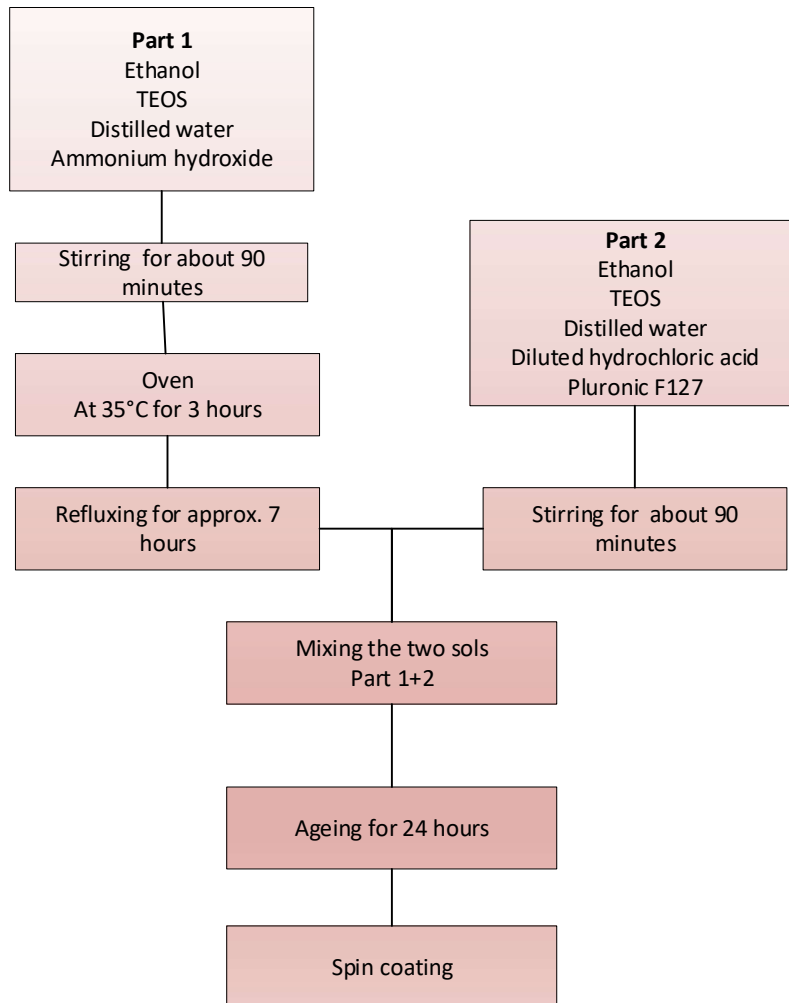 Part 1
Ethanol
TEOS
Distilled water
Ammonium hydroxide
Stirring for about 90
minutes
Oven
At 35°C for 3 hours
Refluxing for approx. 7
hours
Part 2
Ethanol
TEOS
Distilled water
Diluted hydrochloric acid
Pluronic F127
Stirring for about 90
minutes
Mixing the two sols
Part 1+2
Ageing for 24 hours
Spin coating